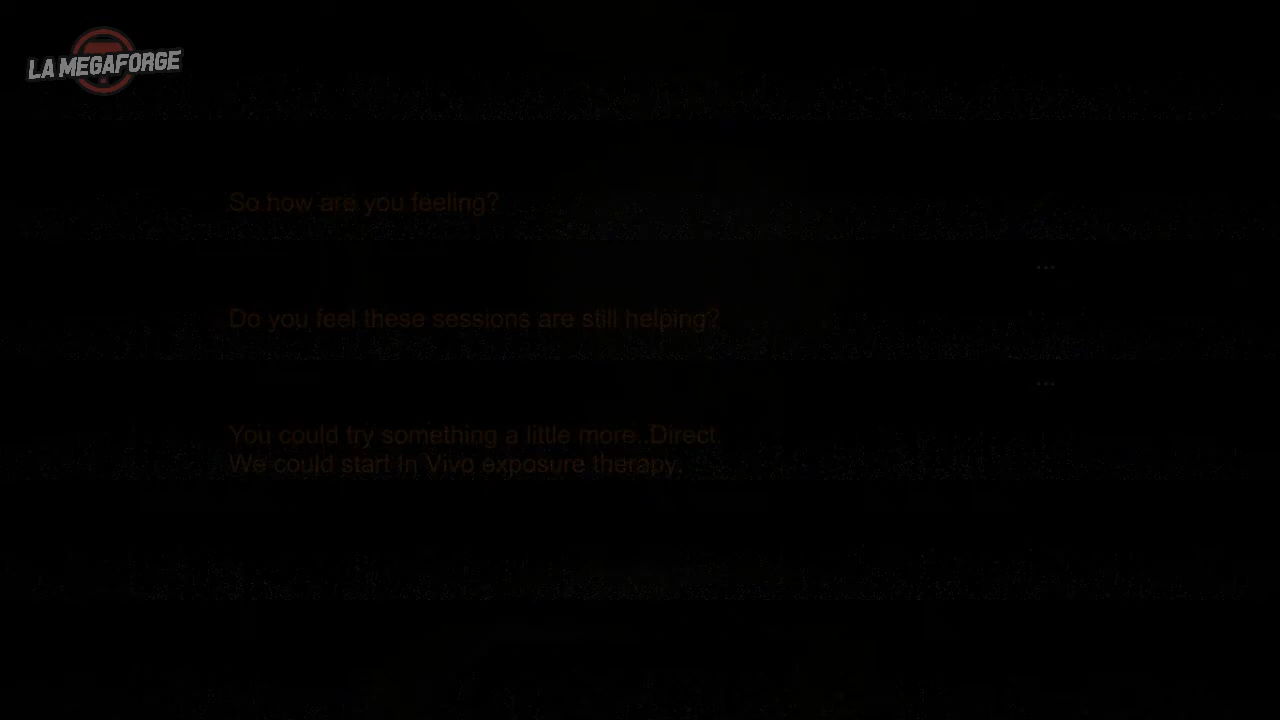 LA MEGAFORGE
So how are you feeling?
...
Do you feel these sessions are still helping?
...
You could try something a little more..Direct.
We could start In Vivo exposure therapy.